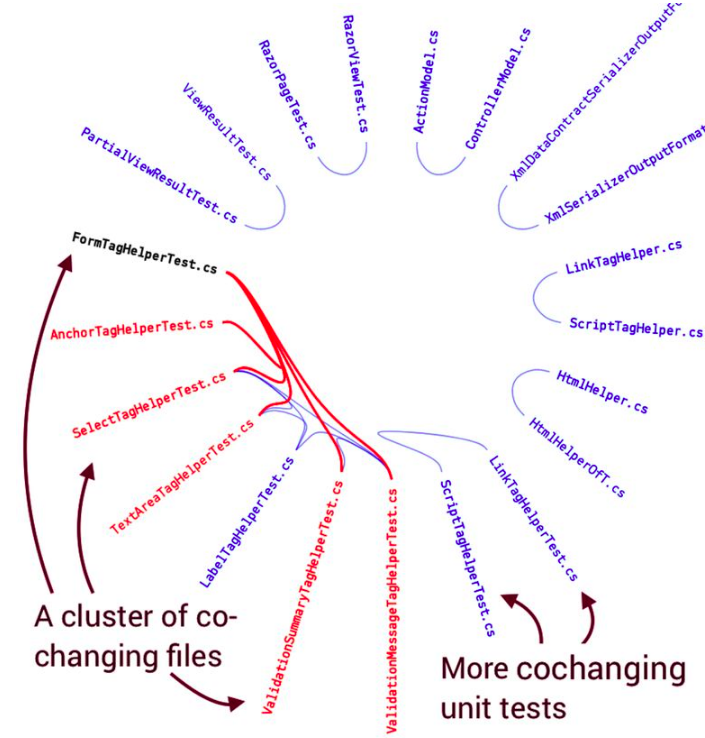 RazorViewTest.cs
RazorPageTest.cs
ViewResultTest.cs
PartialViewResultTest.cs
ActionModel.cs
ControllerModel.cs
XmlDataContractSerializerOutputFo
XmlSerializerOutputFormat
FormTagHelperTest.cs
LinkTagHelper.cs
AnchorTagHelperTest.cs
ScriptTagHelper.cs
SelectTagHelperTest.cs
HtmlHelper.cs
TextAreaTagHelperTest.cs
HtmlHelperOfT.cs
LabelTagHelperTest.cs
ValidationSummaryTagHelperTest.cs
ValidationMessageTagHelperTest.cs
ScriptTagHelperTest.cs
LinkTagHelperTest.cs
A cluster of co-
changing files
More cochanging
unit tests